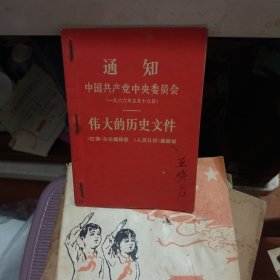 通知
中国共产党中央委员会
(一九六六年五月十六日)
伟大的历史文件
《红旗》杂志编辑部 《人民日报》编辑部